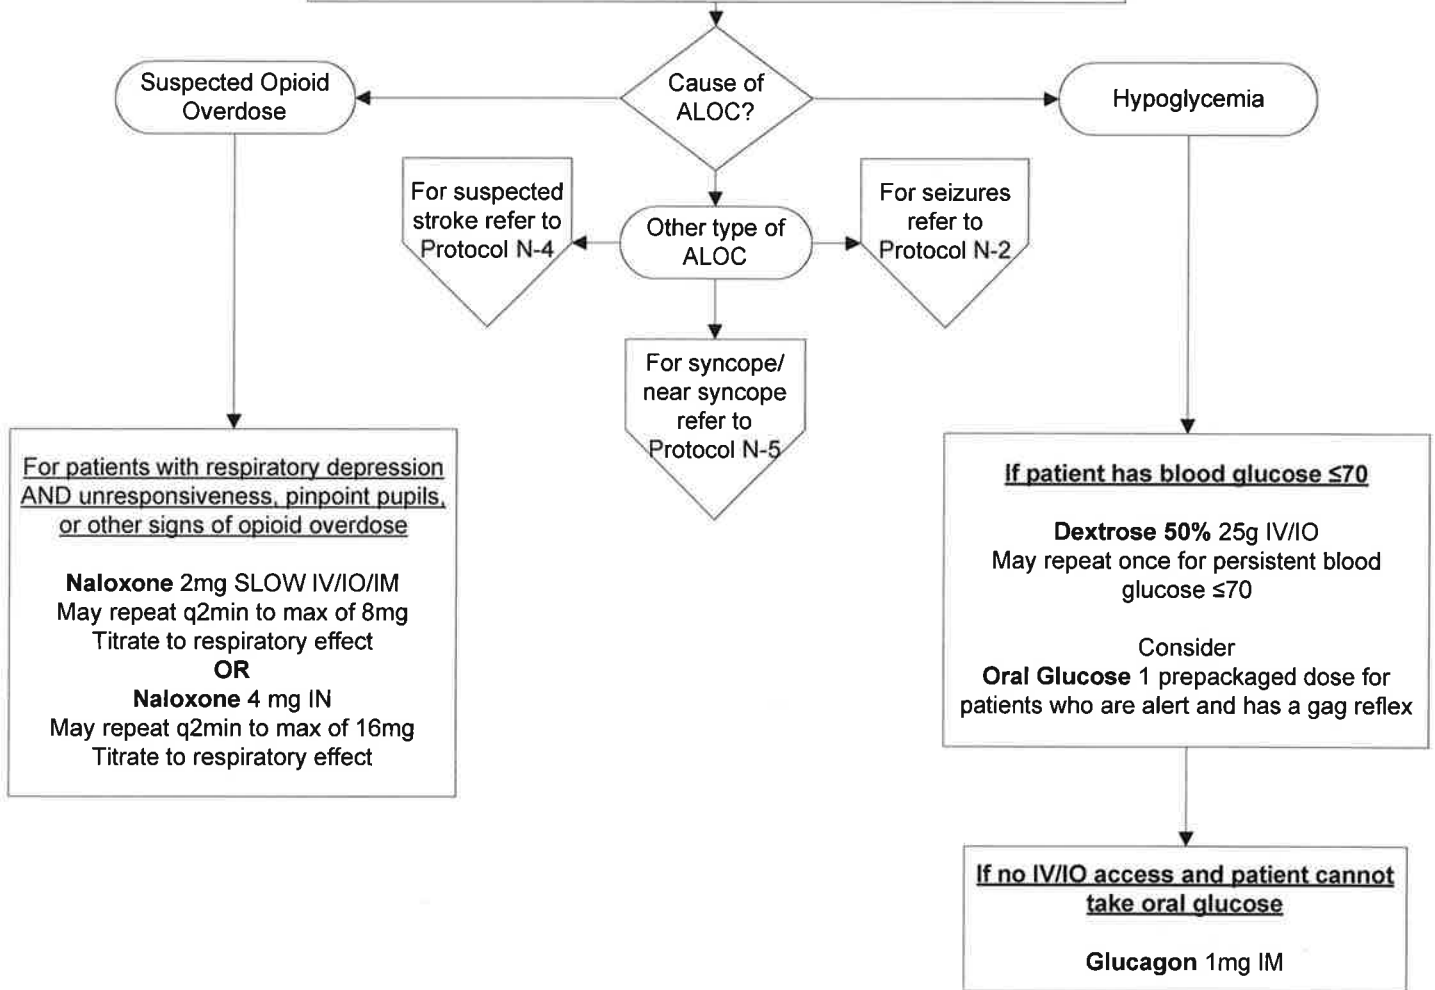 Cause of
ALOC?
Suspected Opioid
Overdose
Hypoglycemia
For suspected
stroke refer to
Protocol N-4
Other type of
ALOC
For seizures
refer to
Protocol N-2
For syncope/
near syncope
refer to
Protocol N-5
For patients with respiratory depression
AND unresponsiveness, pinpoint pupils,
or other signs of opioid overdose
Naloxone 2mg SLOW IV/IO/IM
May repeat q2min to max of 8mg
Titrate to respiratory effect
OR
Naloxone 4 mg IN
May repeat q2min to max of 16mg
Titrate to respiratory effect
If patient has blood glucose ≤70
Dextrose 50% 25g IV/IO
May repeat once for persistent blood
glucose ≤70
Consider
Oral Glucose 1 prepackaged dose for
patients who are alert and has a gag reflex
If no IV/IO access and patient cannot
take oral glucose
Glucagon 1mg IM